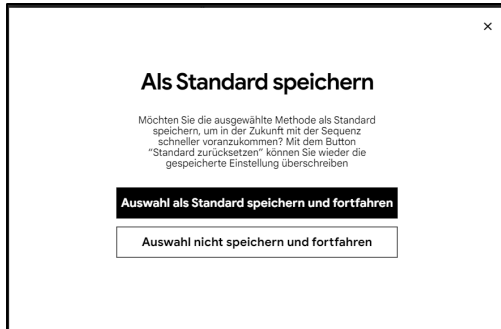 Als Standard speichern
Möchten Sie die ausgewählte Methode als Standard
speichern, um in der Zukunft mit der Sequenz
schneller voranzukommen? Mit dem Button
“Standard zurücksetzen” können Sie wieder die
gespeicherte Einstellung überschreiben
Auswahl als Standard speichern und fortfahren
Auswahl nicht speichern und fortfahren